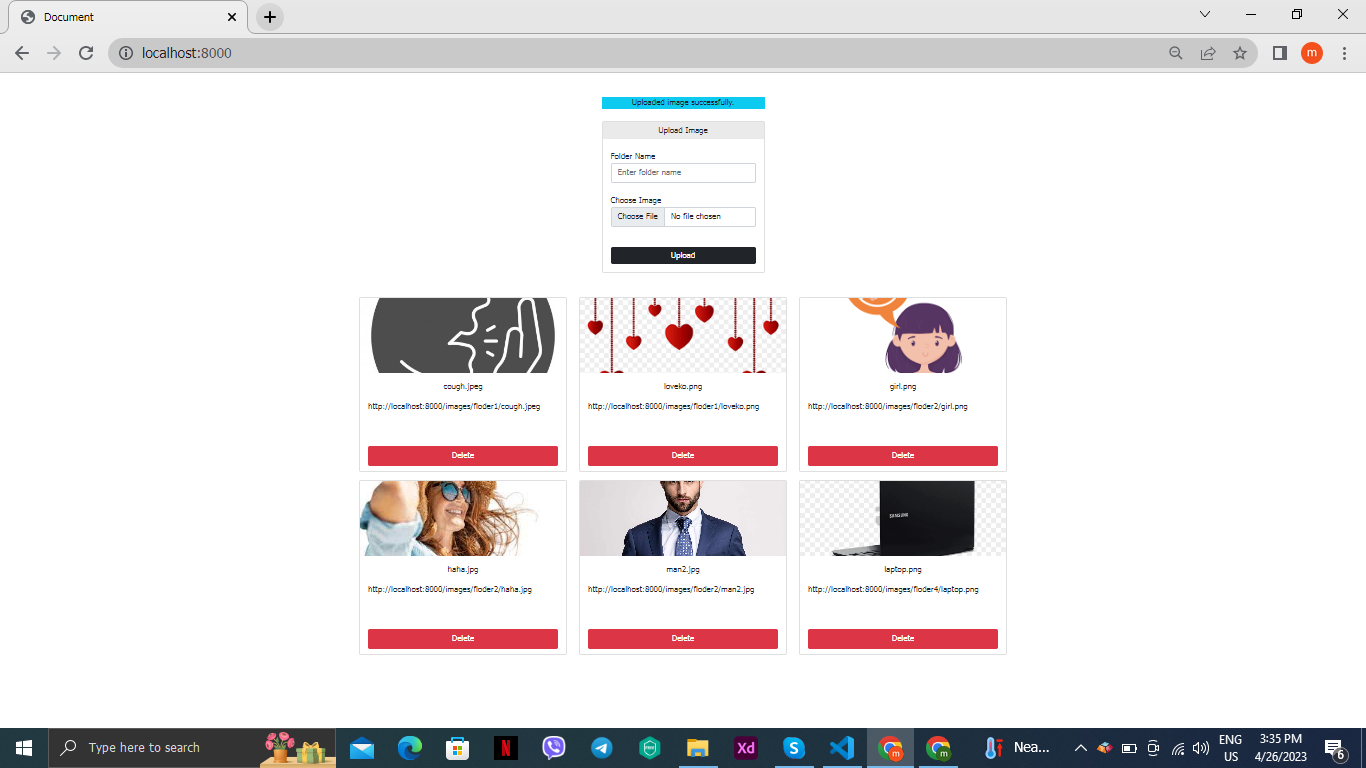 Document
localhost:8000
m
Uploaded image successfully.
Upload Image
Folder Name
Enter folder name
Choose Image
Choose File No file chosen
Upload
cough.jpeg
http://localhost:8000/images/floder1/cough.jpeg
Delete
loveko.png
http://localhost:8000/images/floder1/loveko.png
Delete
girl.png
http://localhost:8000/images/floder2/girl.png
Delete
haha.jpg
http://localhost:8000/images/floder2/haha.jpg
Delete
man2.jpg
http://localhost:8000/images/floder2/man2.jpg
Delete
SAMSUNG
laptop.png
http://localhost:8000/images/floder4/laptop.png
Delete
Type here to search
N
Xd
S
m
m
Nea...
ENG
US
3:35 PM
4/26/2023
6